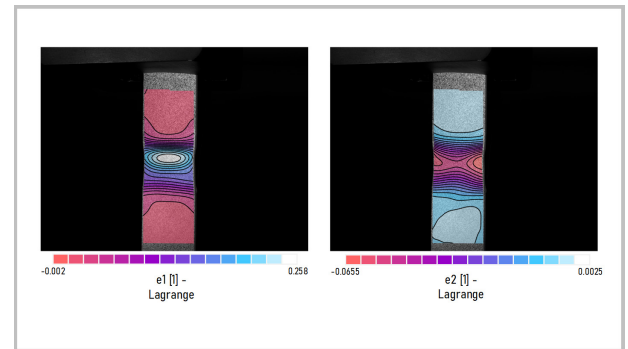 -0.002
0.258
e1 [1] -
Lagrange
-0.0655
0.0025
e2 [1] -
Lagrange